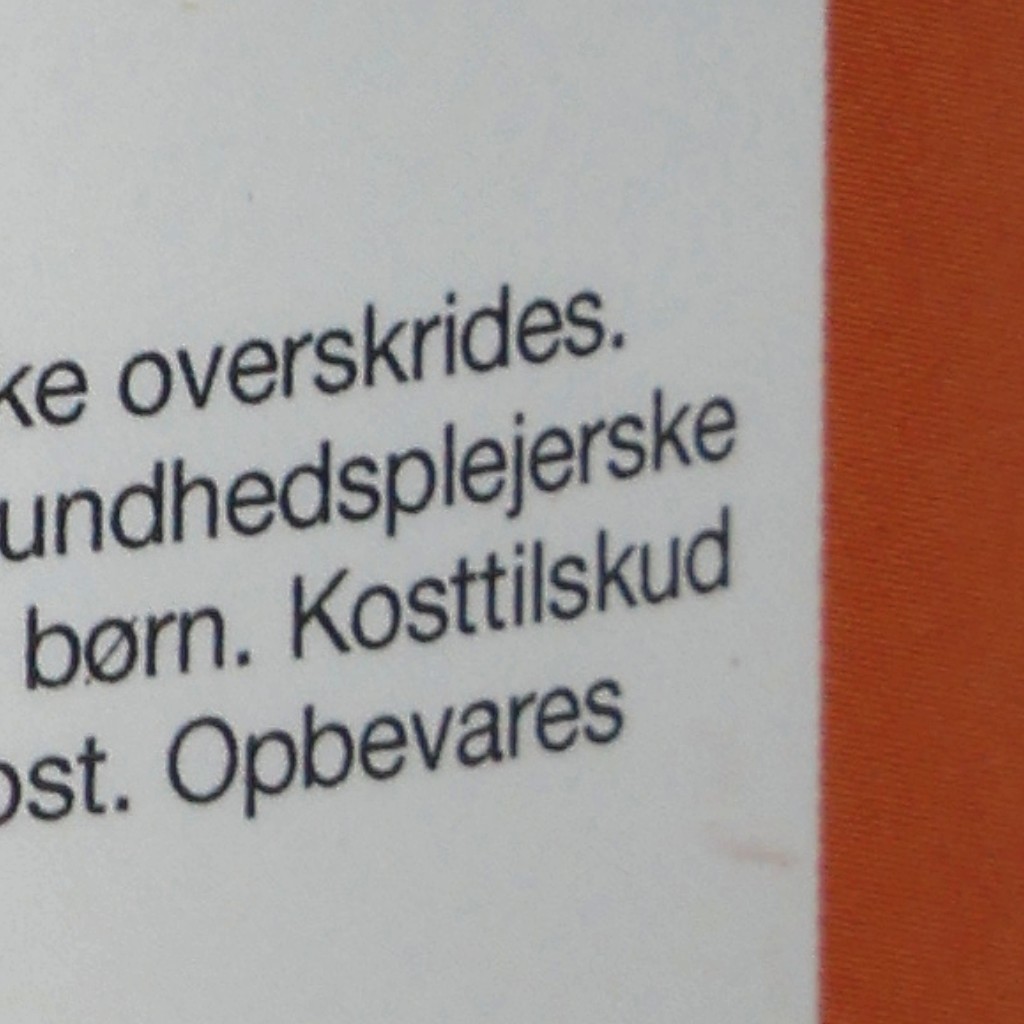 ke overskrides.
undhedsplejerske
børn. Kosttilskud
ost. Opbevares